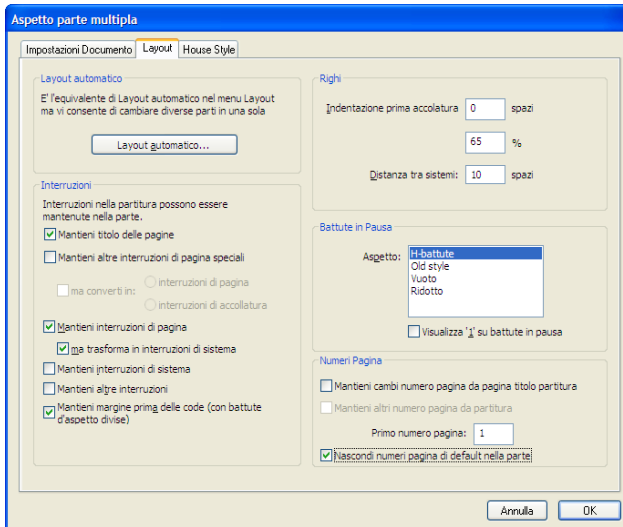 Aspetto parte multipla
Impostazioni Documento
Layout
House Style
Layout automatico
E' l'equivalente di Layout automatico nel menu Layout
ma vi consente di cambiare diverse parti in una sola
Layout automatico...
Interruzioni
Interruzioni nella partitura possono essere
mantenute nella parte.
Mantieni titolo delle pagine
Mantieni altre interruzioni di pagina speciali
ma converti in:
interruzioni di pagina
interruzioni di accollatura
Mantieni interruzioni di pagina
ma trasforma in interruzioni di sistema
Mantieni interruzioni di sistema
Mantieni altre interruzioni
Mantieni margine prima delle code (con battute
d'aspetto divise)
Righi
Indentazione prima accolatura 0 spazi
65 %
Distanza tra sistemi: 10 spazi
Battute in Pausa
Aspetto:
H-battute
Old style
Vuoto
Ridotto
Visualizza '1' su battute in pausa
Numeri Pagina
Mantieni cambi numero pagina da pagina titolo partitura
Mantieni altri numero pagina da partitura
Primo numero pagina: 1
Nascondi numeri pagina di default nella parte
Annulla
OK